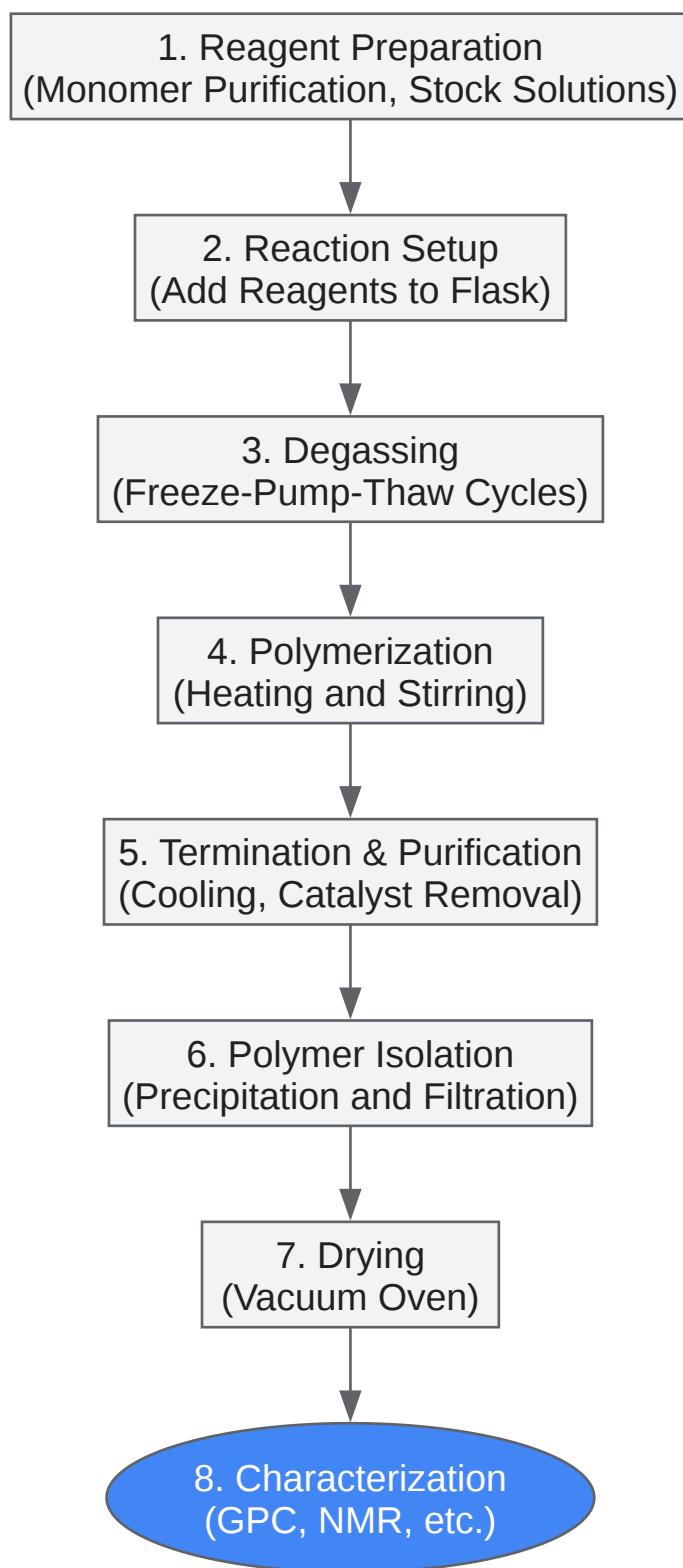 1. Reagent Preparation
(Monomer Purification, Stock Solutions)
2. Reaction Setup
(Add Reagents to Flask)
3. Degassing
(Freeze-Pump-Thaw Cycles)
4. Polymerization
(Heating and Stirring)
5. Termination & Purification
(Cooling, Catalyst Removal)
6. Polymer Isolation
(Precipitation and Filtration)
7. Drying
(Vacuum Oven)
8. Characterization
(GPC, NMR, etc.)